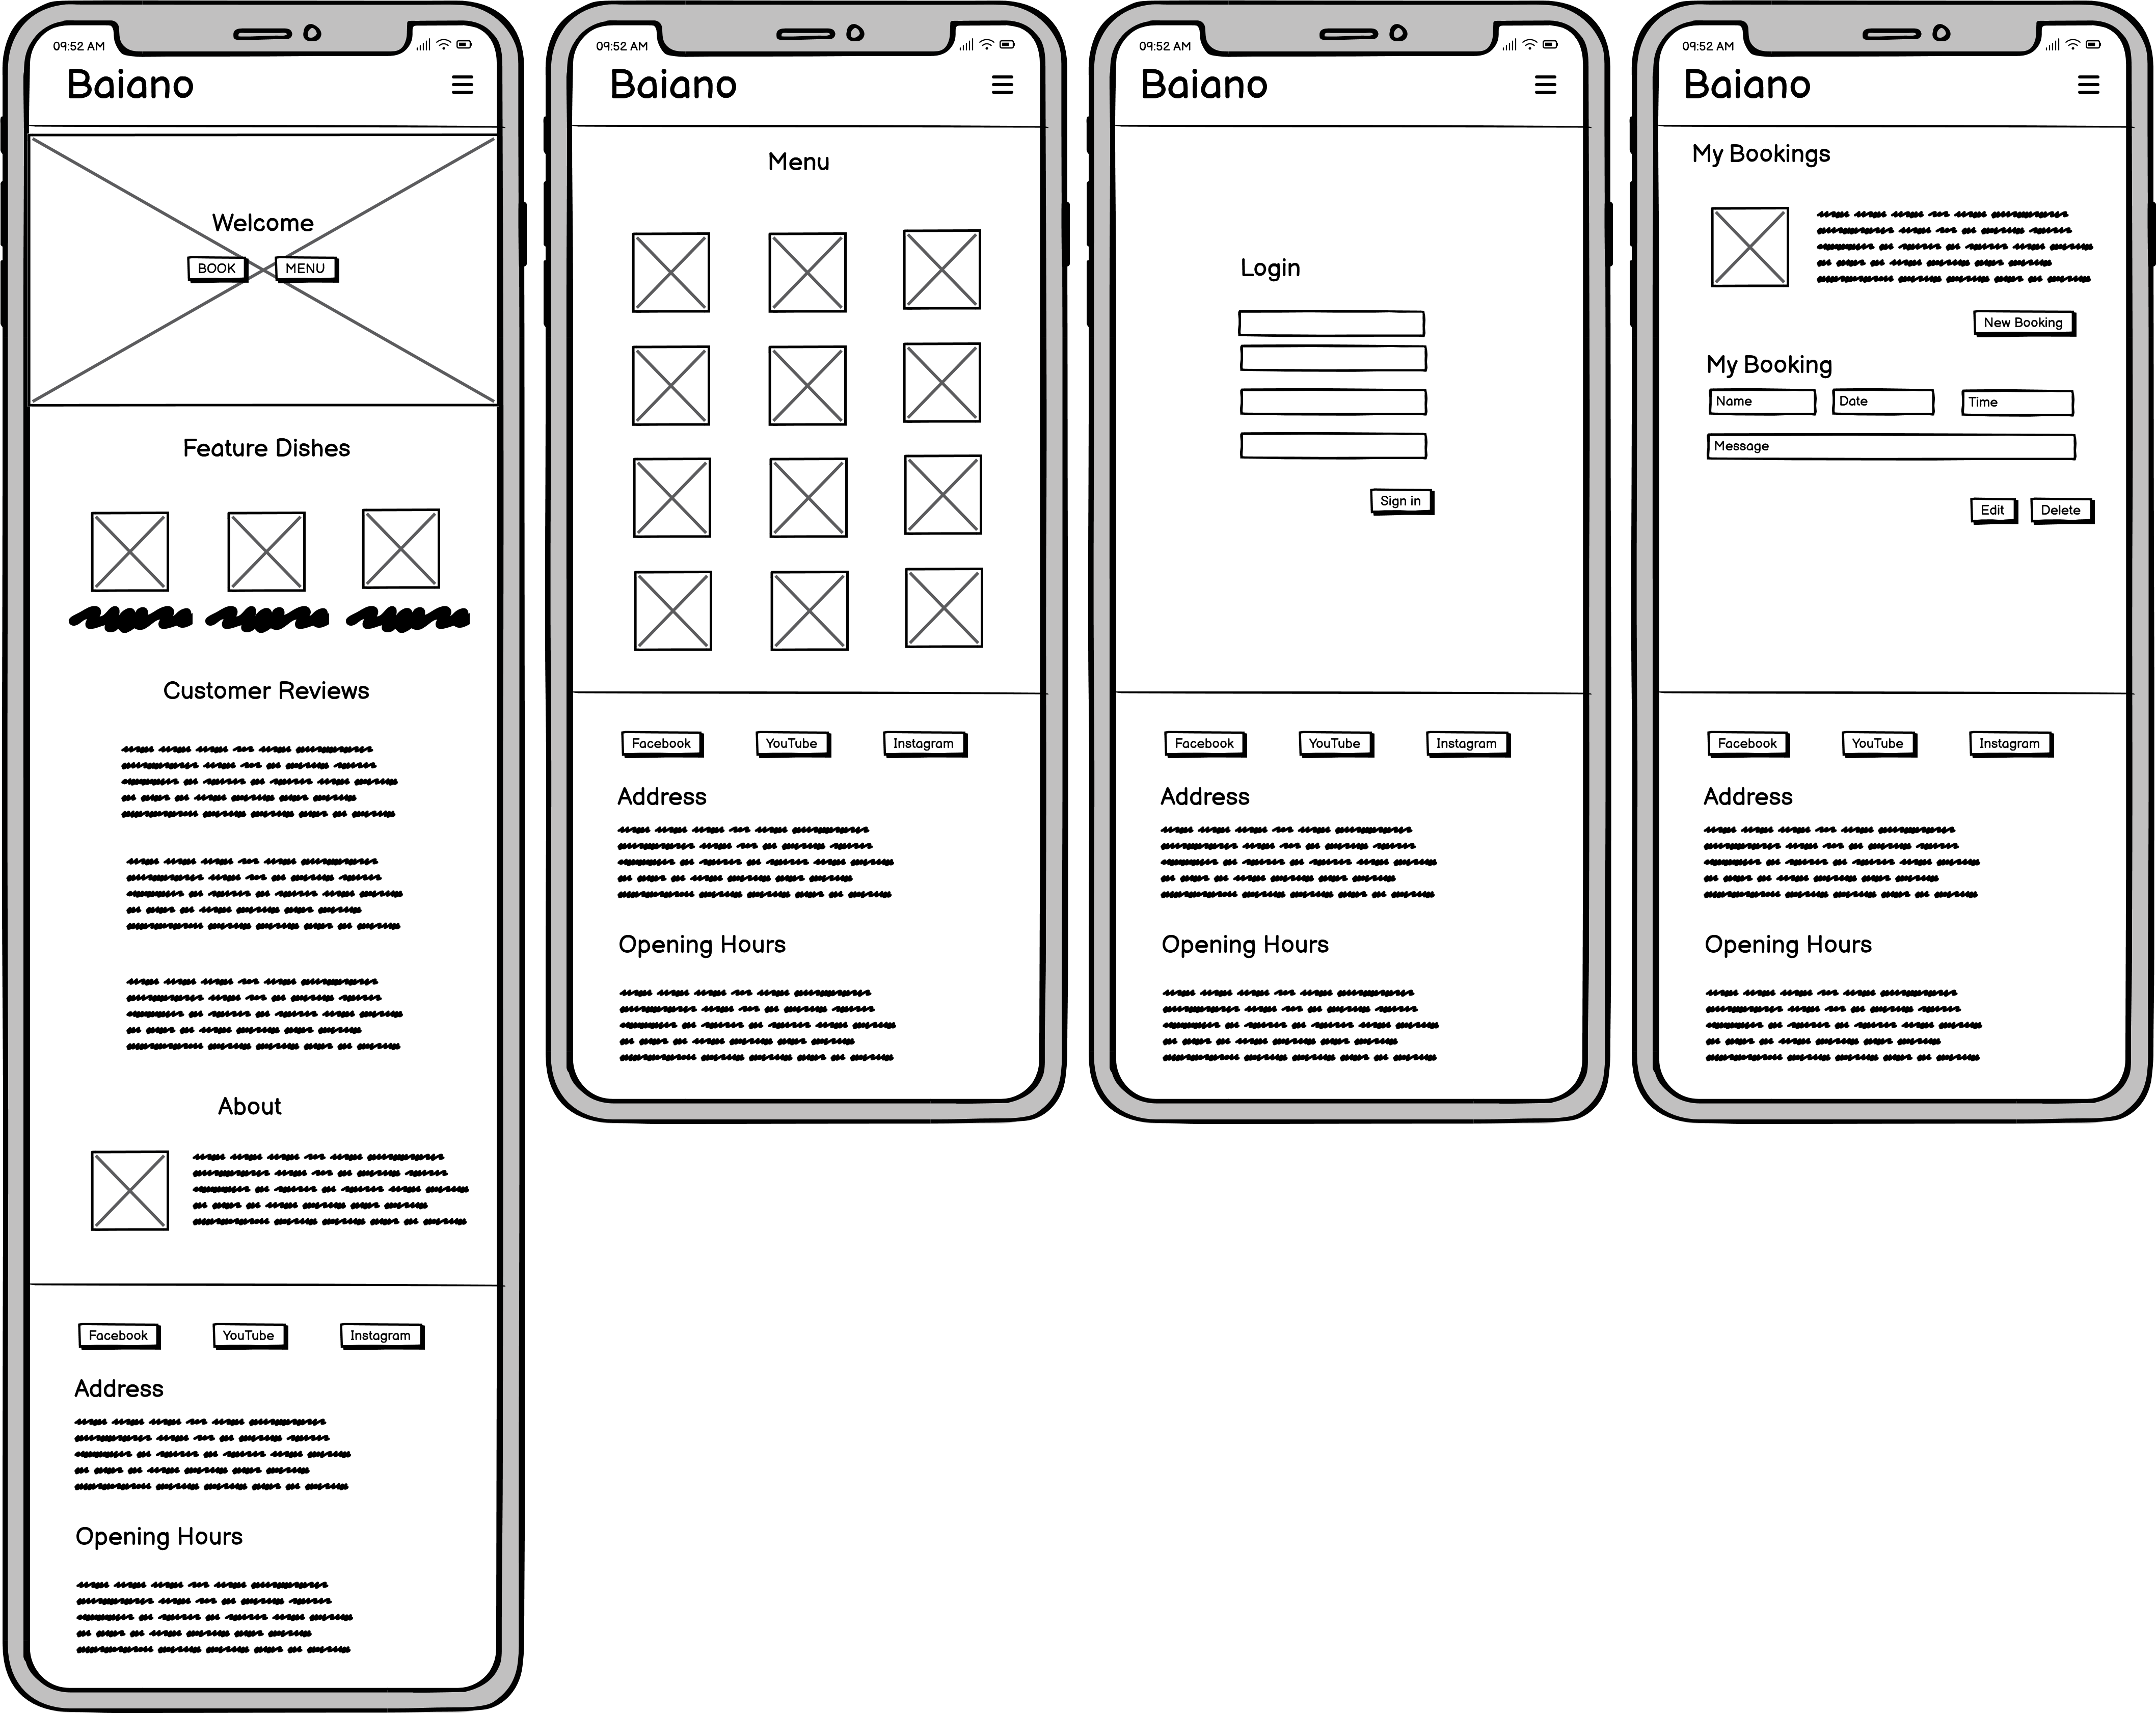 09:52 AM
Baiano
Welcome
BOOK MENU
Feature Dishes
Customer Reviews
About
Facebook YouTube Instagram
Address
Opening Hours
09:52 AM
Baiano
Menu
Facebook YouTube Instagram
Address
Opening Hours
09:52 AM
Baiano
Login
Sign in
Facebook YouTube Instagram
Address
Opening Hours
09:52 AM
Baiano
My Bookings
New Booking
My Booking
Name Date Time
Message
Edit Delete
Facebook YouTube Instagram
Address
Opening Hours